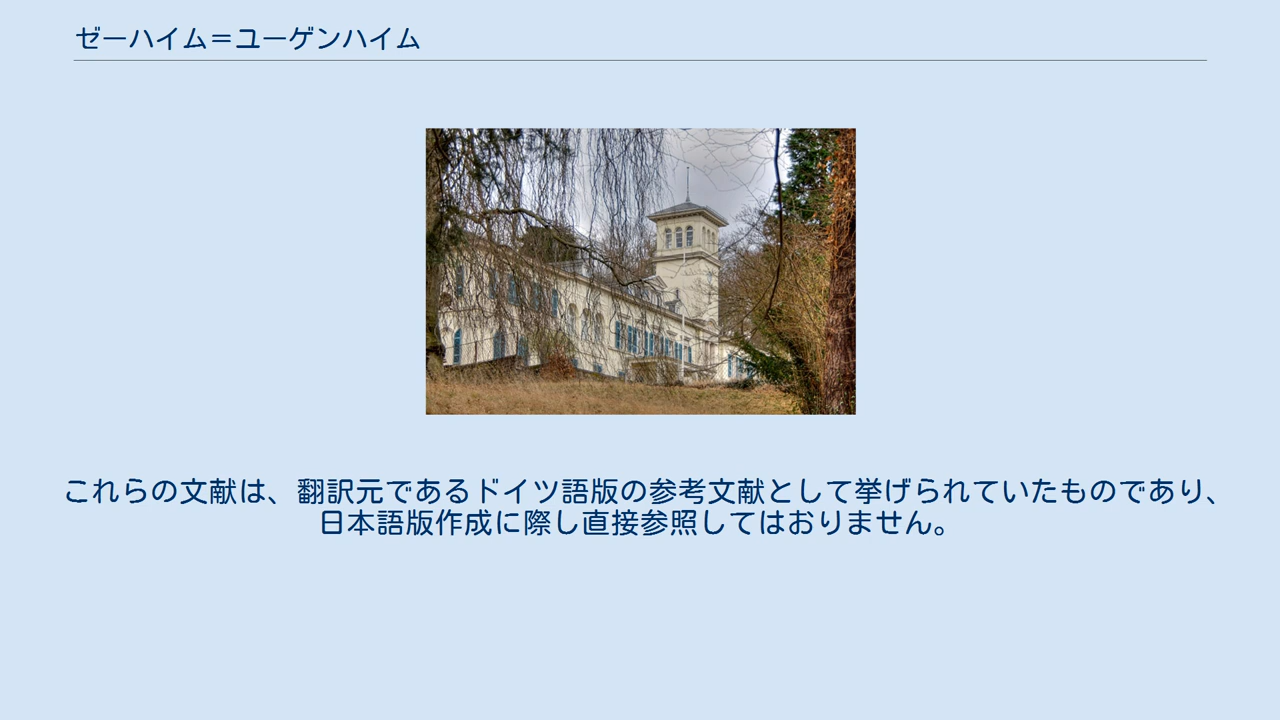 ゼーハイム＝ユーゲンハイム
これらの文献は、翻訳元であるドイツ語版の参考文献として挙げられていたものであり、
日本語版作成に際し直接参照してはおりません。